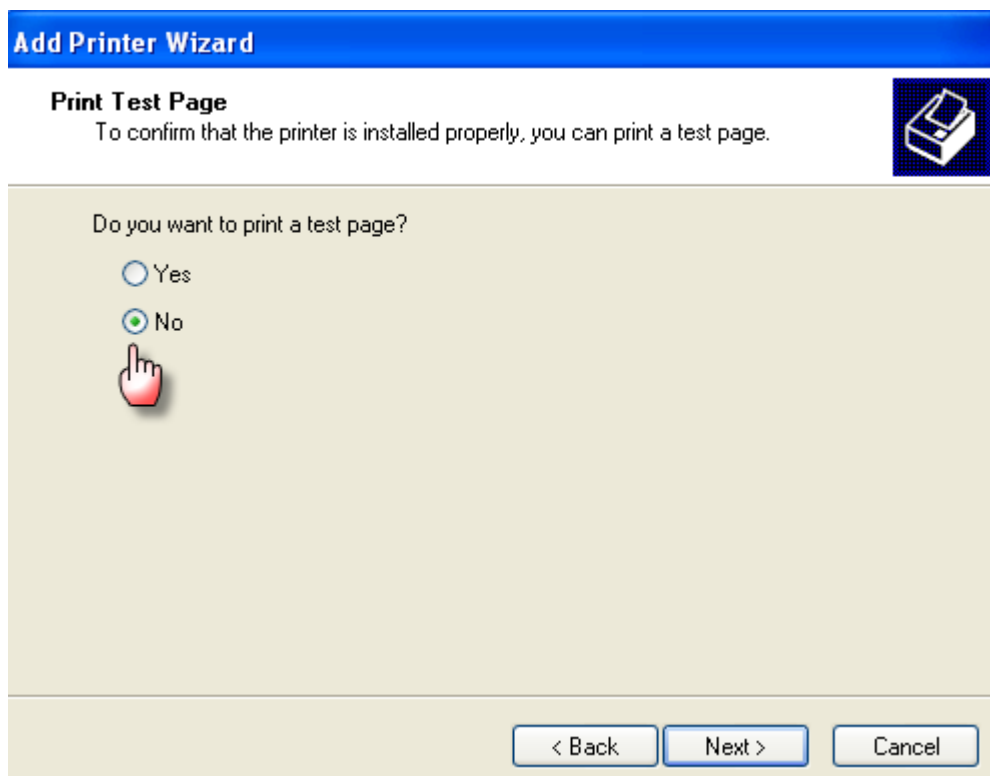 Add Printer Wizard
Print Test Page
To confirm that the printer is installed properly, you can print a test page.
Do you want to print a test page?
Yes
No
< Back
Next >
Cancel